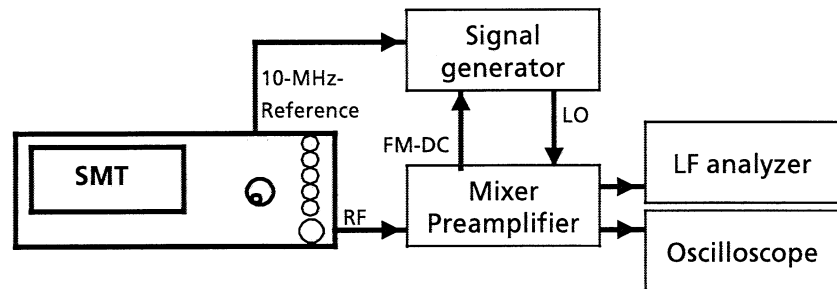 Signal
generator
10-MHz-
Reference
FM-DC
LO
SMT
LF analyzer
Mixer
Preamplifier
RF
Oscilloscope